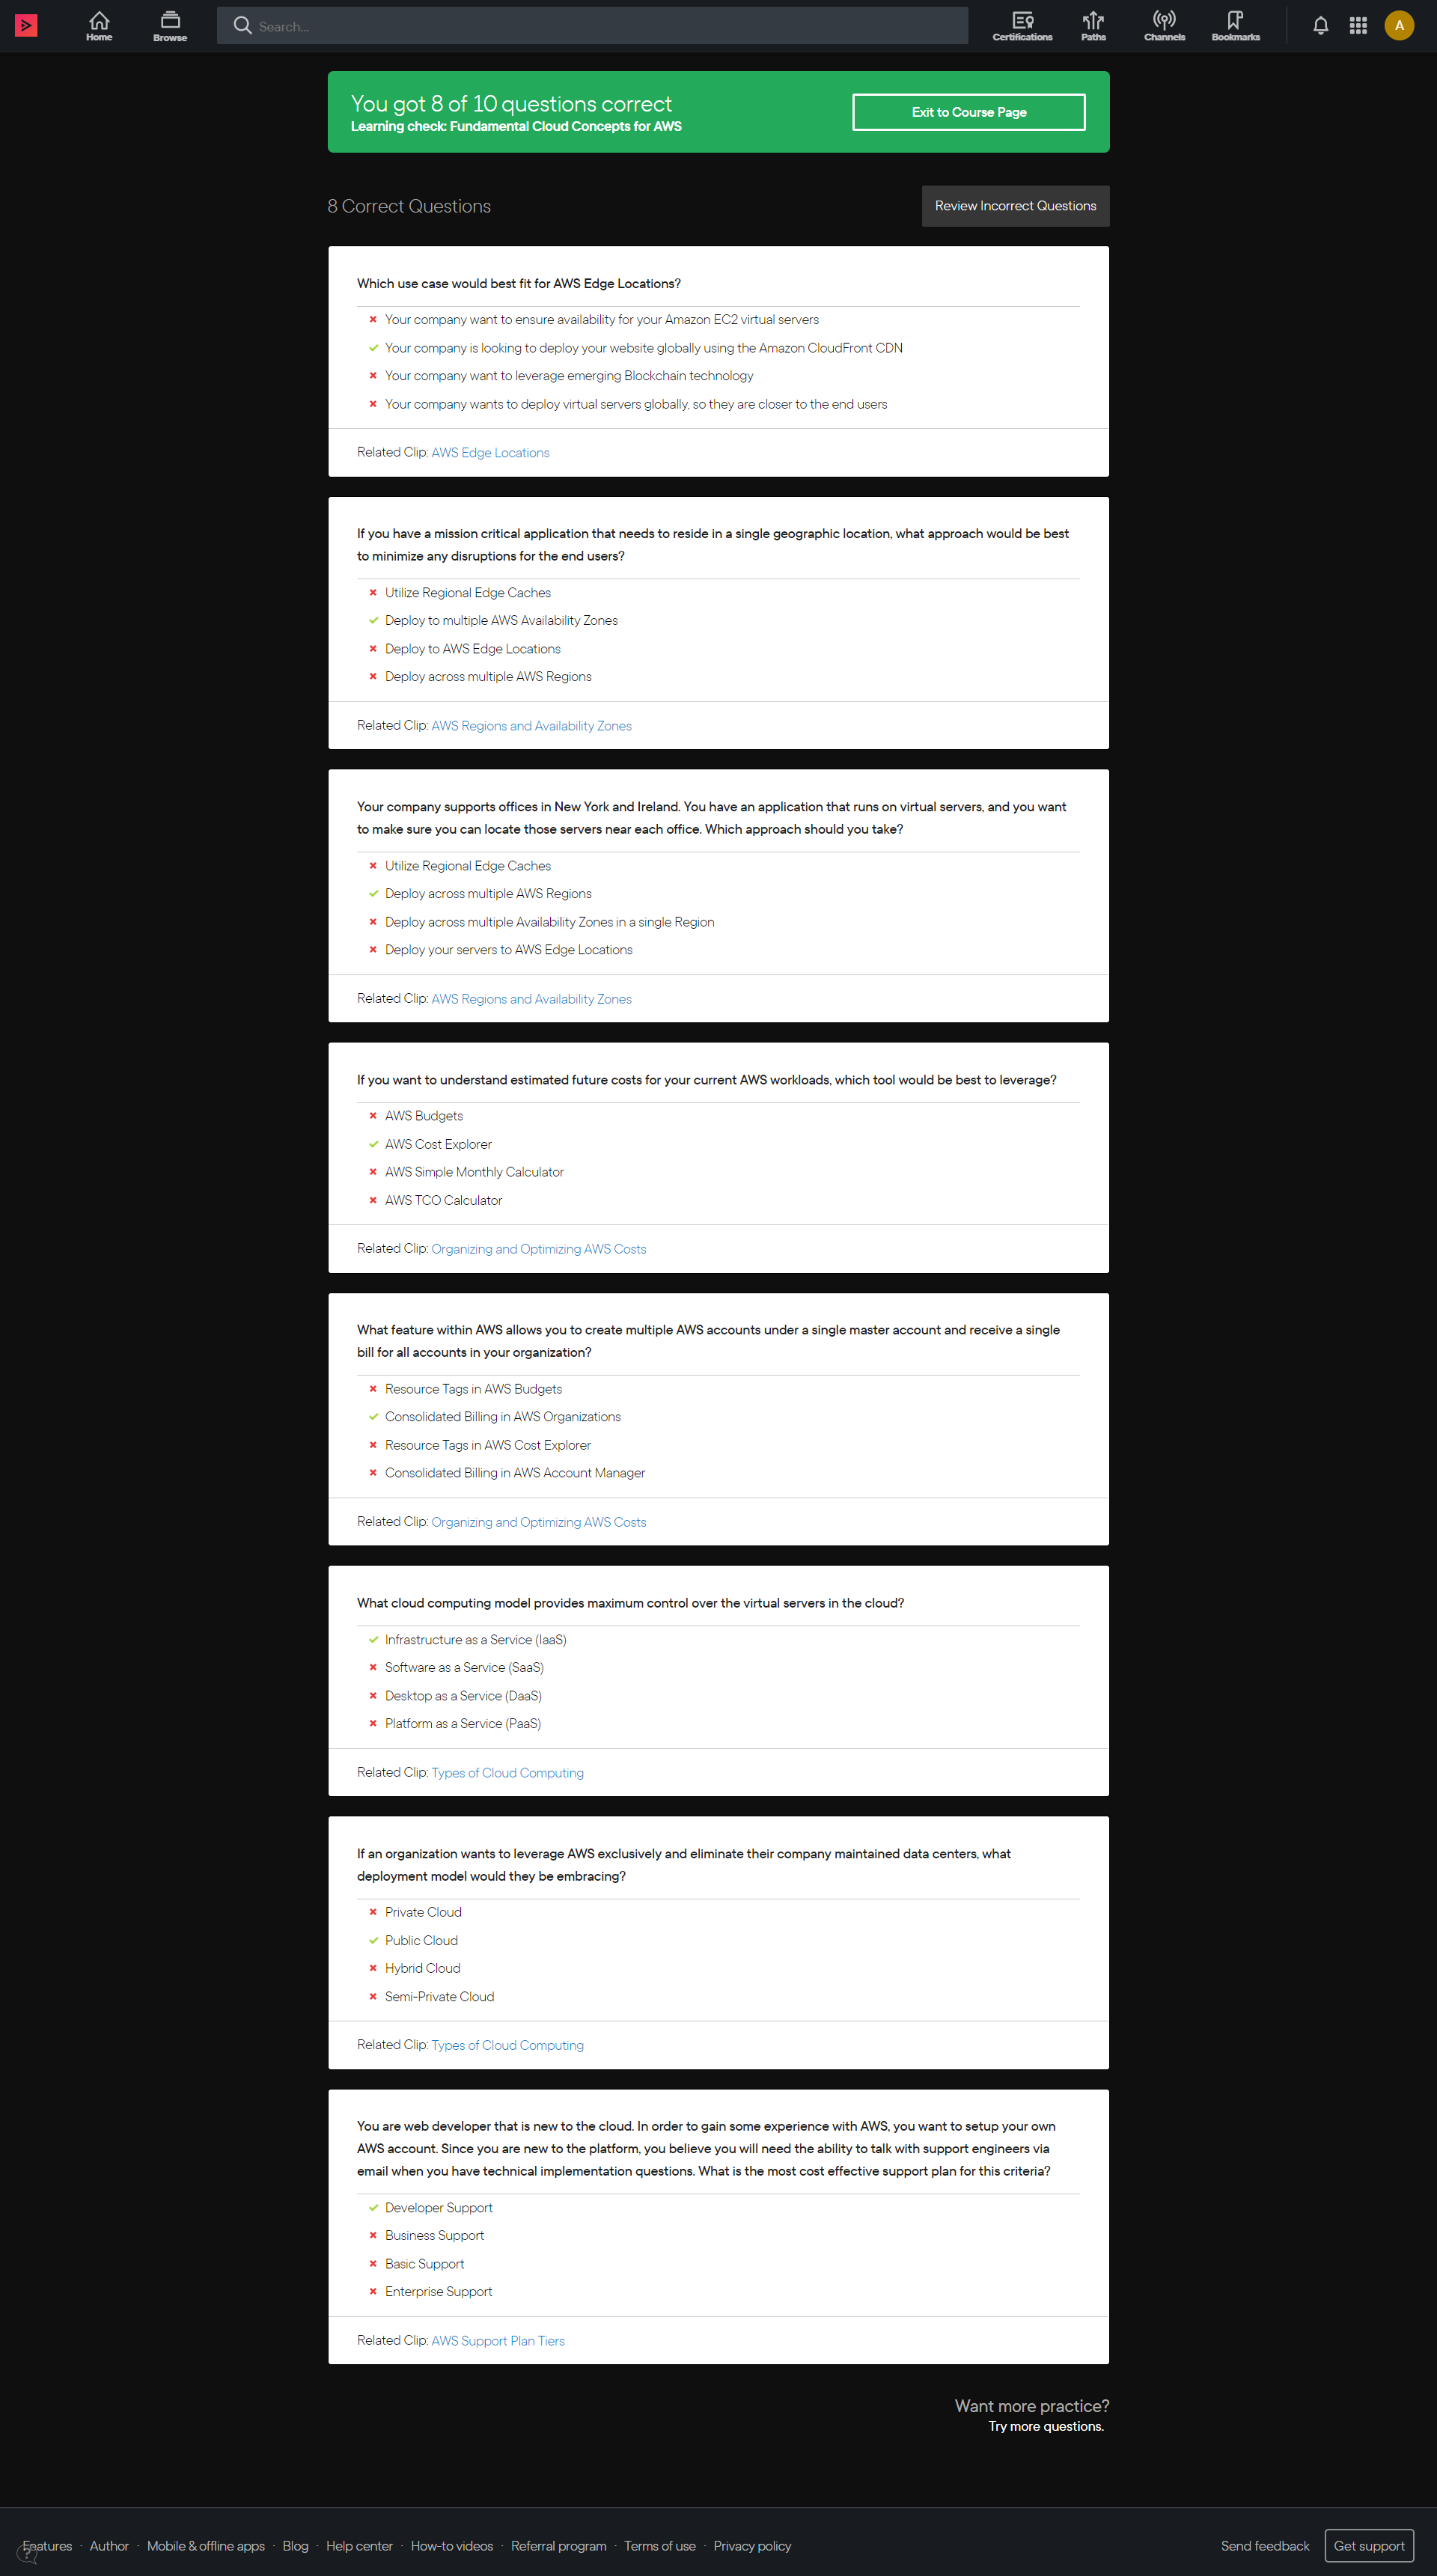 Home
Browse
Search...
Certifications
Paths
Channels
Bookmarks
A
You got 8 of 10 questions correct
Learning check: Fundamental Cloud Concepts for AWS
Exit to Course Page
8 Correct Questions
Review Incorrect Questions
Which use case would best fit for AWS Edge Locations?
Your company want to ensure availability for your Amazon EC2 virtual servers
Your company is looking to deploy your website globally using the Amazon CloudFront CDN
Your company want to leverage emerging Blockchain technology
Your company wants to deploy virtual servers globally, so they are closer to the end users
Related Clip: AWS Edge Locations
If you have a mission critical application that needs to reside in a single geographic location, what approach would be best
to minimize any disruptions for the end users?
Utilize Regional Edge Caches
Deploy to multiple AWS Availability Zones
Deploy to AWS Edge Locations
Deploy across multiple AWS Regions
Related Clip: AWS Regions and Availability Zones
Your company supports offices in New York and Ireland. You have an application that runs on virtual servers, and you want
to make sure you can locate those servers near each office. Which approach should you take?
Utilize Regional Edge Caches
Deploy across multiple AWS Regions
Deploy across multiple Availability Zones in a single Region
Deploy your servers to AWS Edge Locations
Related Clip: AWS Regions and Availability Zones
If you want to understand estimated future costs for your current AWS workloads, which tool would be best to leverage?
AWS Budgets
AWS Cost Explorer
AWS Simple Monthly Calculator
AWS TCO Calculator
Related Clip: Organizing and Optimizing AWS Costs
What feature within AWS allows you to create multiple AWS accounts under a single master account and receive a single
bill for all accounts in your organization?
Resource Tags in AWS Budgets
Consolidated Billing in AWS Organizations
Resource Tags in AWS Cost Explorer
Consolidated Billing in AWS Account Manager
Related Clip: Organizing and Optimizing AWS Costs
What cloud computing model provides maximum control over the virtual servers in the cloud?
Infrastructure as a Service (IaaS)
Software as a Service (SaaS)
Desktop as a Service (DaaS)
Platform as a Service (PaaS)
Related Clip: Types of Cloud Computing
If an organization wants to leverage AWS exclusively and eliminate their company maintained data centers, what
deployment model would they be embracing?
Private Cloud
Public Cloud
Hybrid Cloud
Semi-Private Cloud
Related Clip: Types of Cloud Computing
You are web developer that is new to the cloud. In order to gain some experience with AWS, you want to setup your own
AWS account. Since you are new to the platform, you believe you will need the ability to talk with support engineers via
email when you have technical implementation questions. What is the most cost effective support plan for this criteria?
Developer Support
Business Support
Basic Support
Enterprise Support
Related Clip: AWS Support Plan Tiers
Want more practice?
Try more questions.
Features · Author · Mobile & offline apps · Blog · Help center · How-to videos · Referral program · Terms of use · Privacy policy
Send feedback
Get support
?